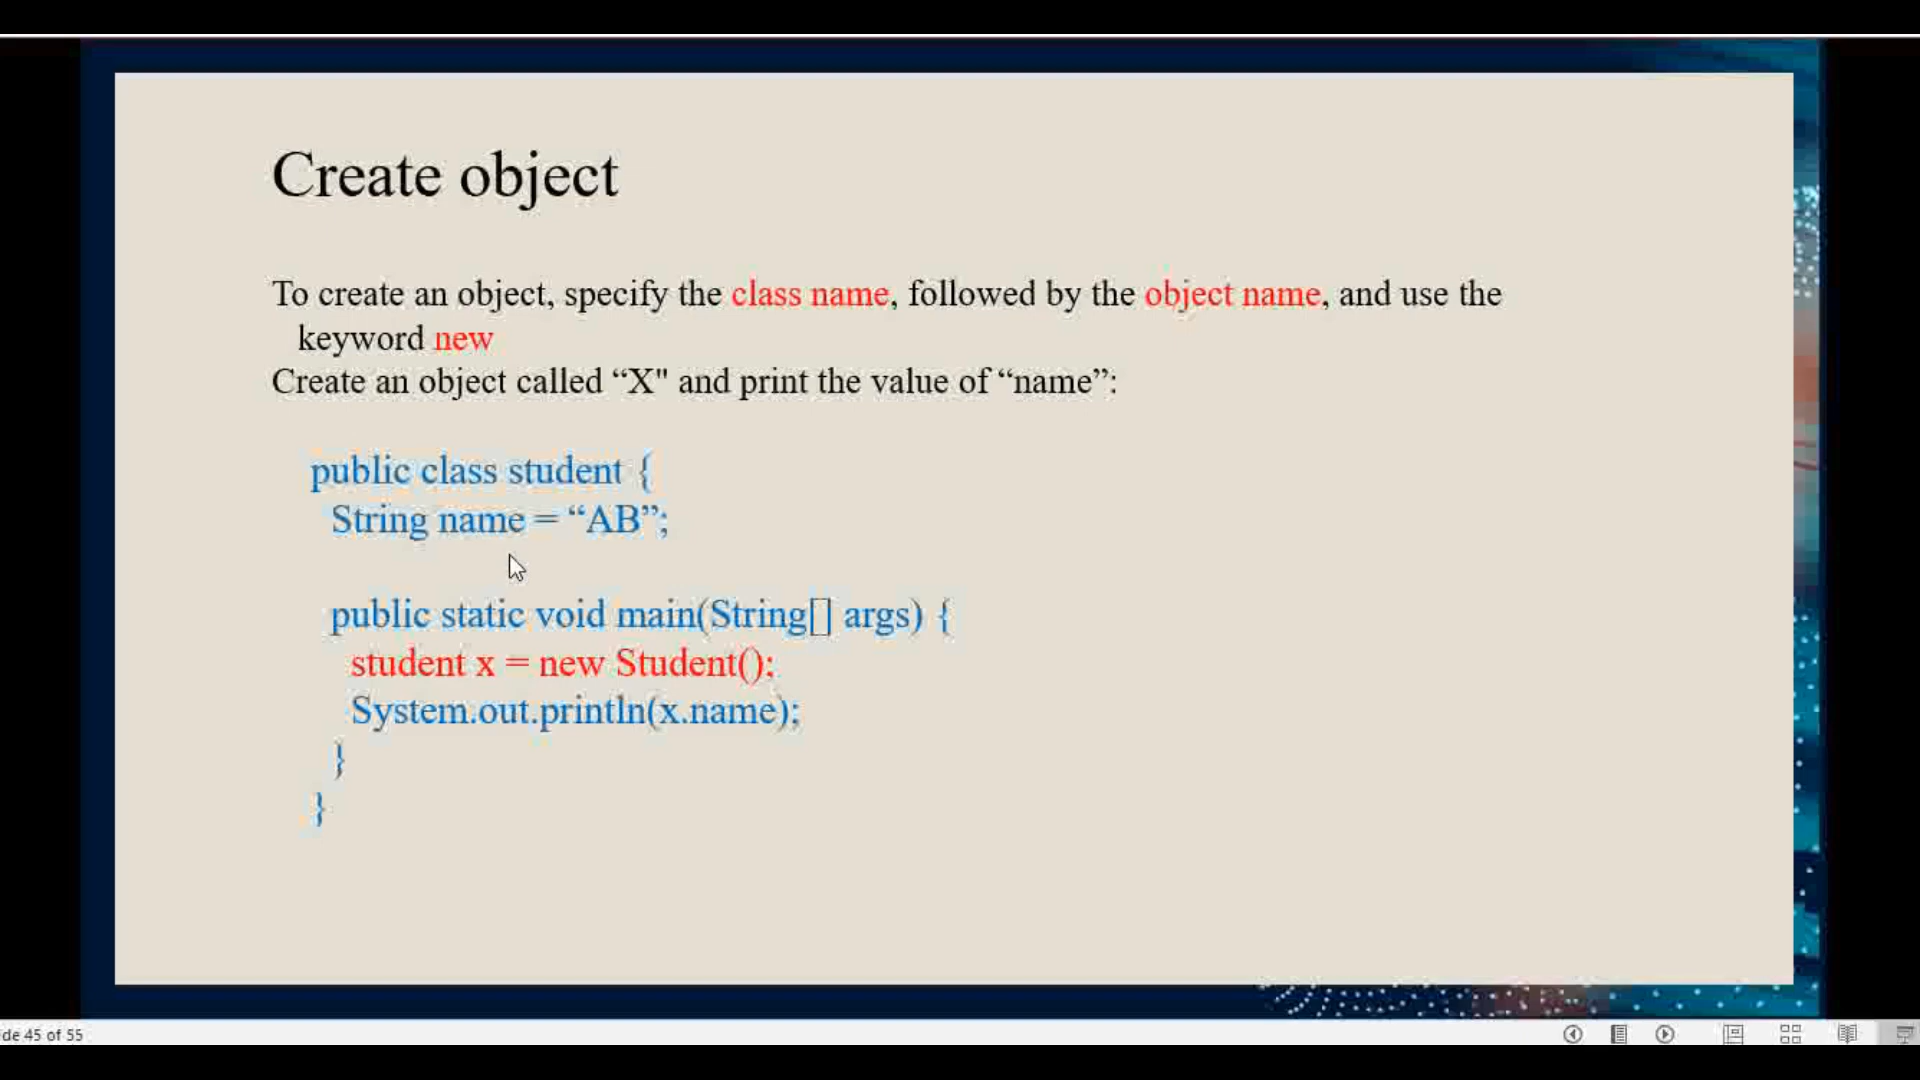 Create object
To create an object, specify the class name, followed by the object name, and use the
keyword new
Create an object called “X" and print the value of “name”:
public class student {
String name = “AB”;
public static void main(String[] args) {
student x = new Student();
System.out.println(x.name);
}
}
de 45 of 55